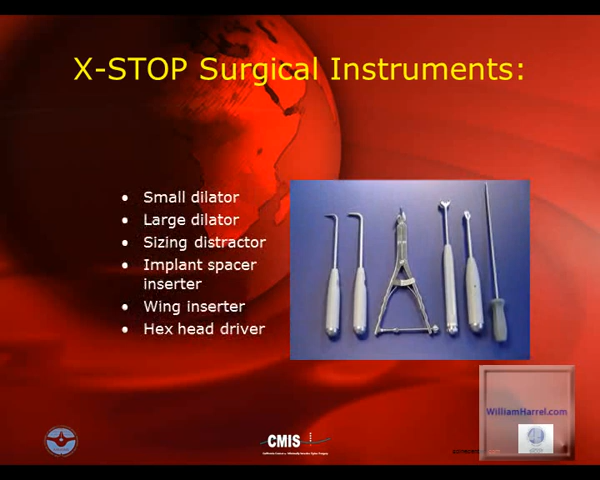 X-STOP Surgical Instruments:
• Small dilator
• Large dilator
• Sizing distractor
• Implant spacer
inserter
• Wing inserter
• Hex head driver
WilliamHarrel.com
CMIS